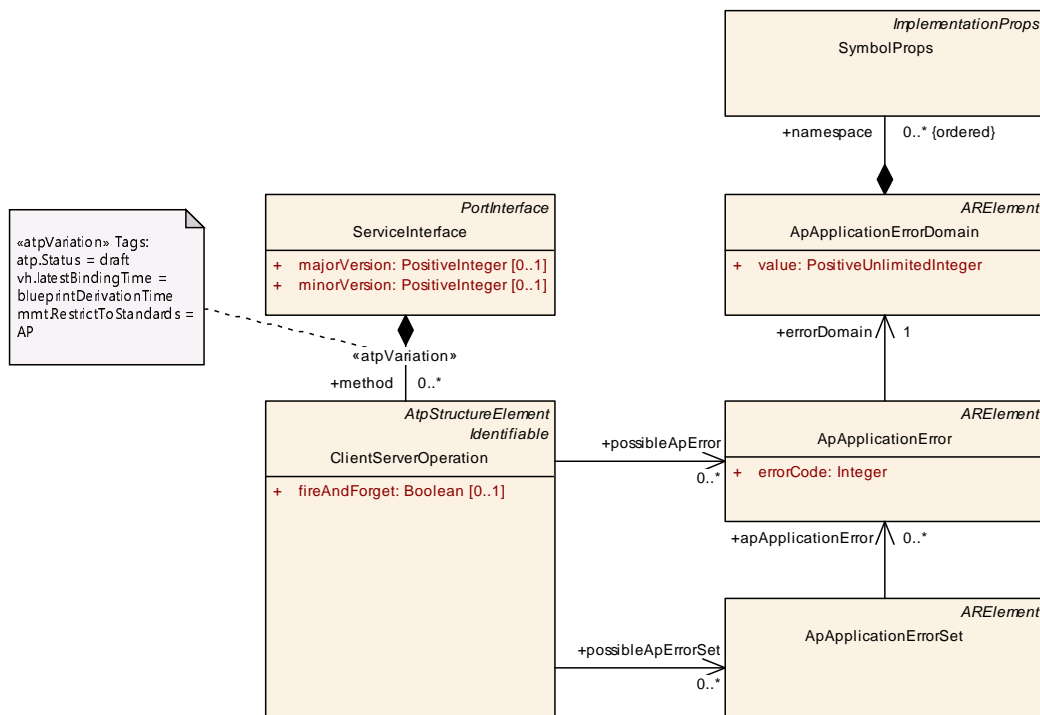 ImplementationProps
SymbolProps
+namespace 0..* {ordered}
«atpVariation» Tags:
atp.Status = draft
vh.latestBindingTime =
blueprintDerivationTime
mmt.RestrictToStandards =
AP
PortInterface
ServiceInterface
+ majorVersion: PositiveInteger [0..1]
+ minorVersion: PositiveInteger [0..1]
ARElement
ApApplicationErrorDomain
+ value: PositiveUnlimitedInteger
«atpVariation»
+method 0..*
+errorDomain 1
AtpStructureElement
Identifiable
ClientServerOperation
+ fireAndForget: Boolean [0..1]
+possibleApError
0..*
ARElement
ApApplicationError
+ errorCode: Integer
+apApplicationError 0..*
+possibleApErrorSet
0..*
ARElement
ApApplicationErrorSet